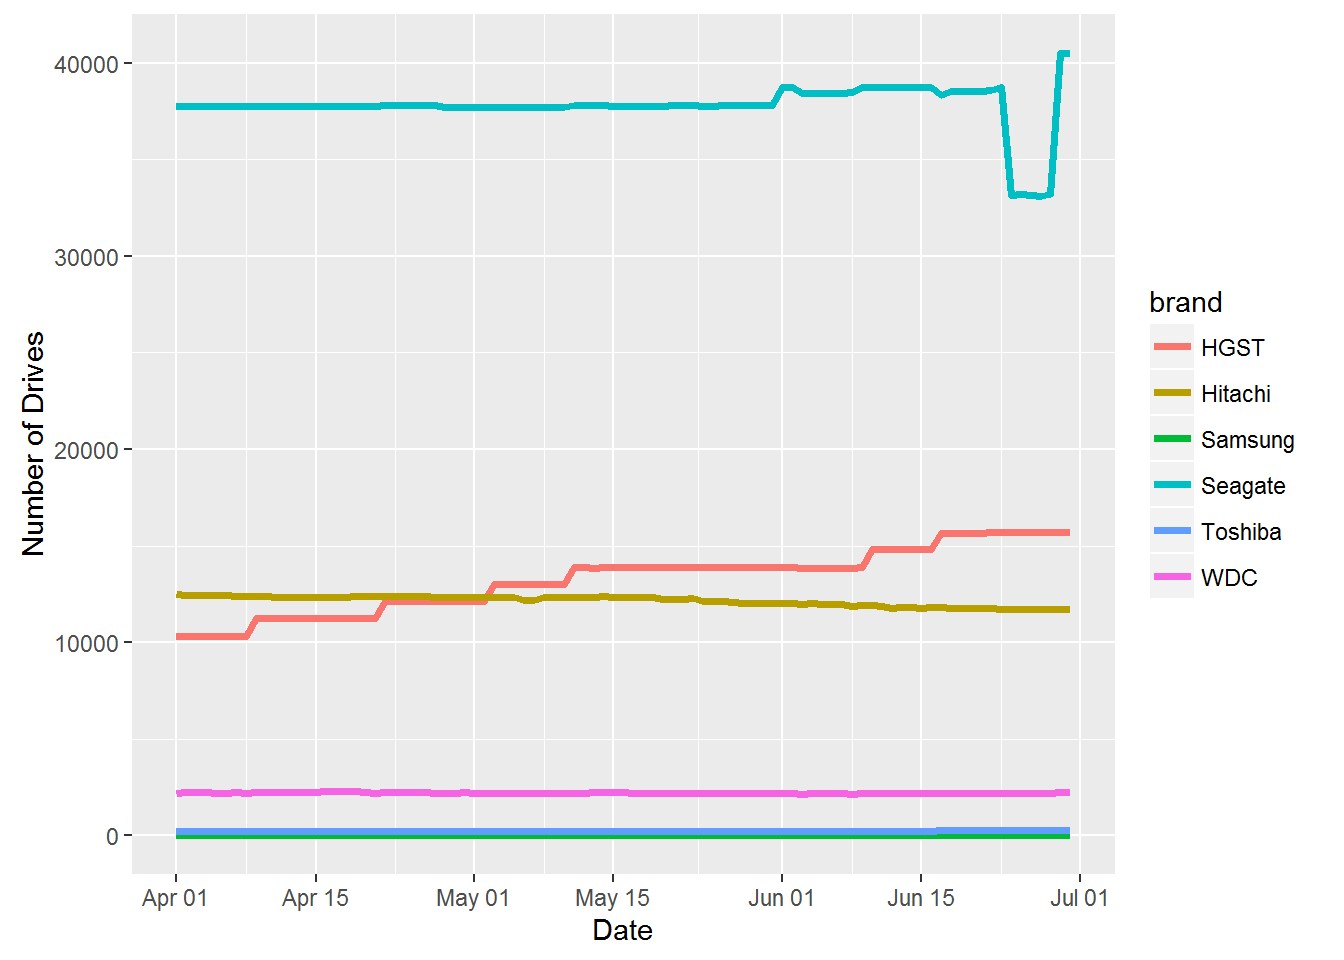 40000
30000
20000
10000
0
Number of Drives
Apr 01 Apr 15 May 01 May 15 Jun 01 Jun 15 Jul 01
Date
brand
HGST
Hitachi
Samsung
Seagate
Toshiba
WDC